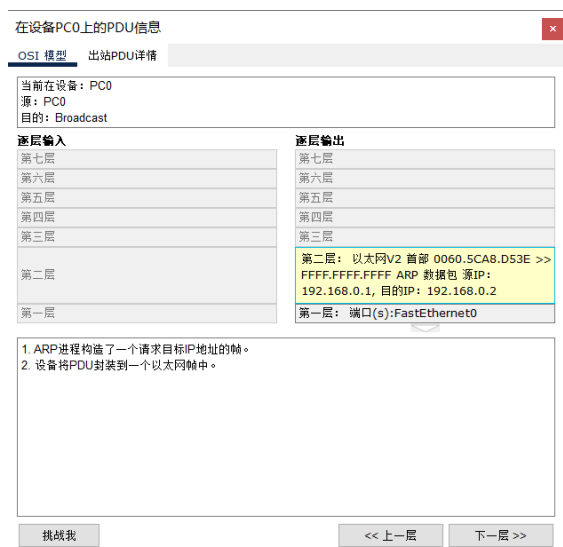 在设备PC0上的PDU信息
×
OSI 模型 出站PDU详情
当前在设备：PC0
源：PC0
目的：Broadcast
逐层输入
逐层输出
第七层
第七层
第六层
第六层
第五层
第五层
第四层
第四层
第三层
第三层
第二层
第二层： 以太网V2 首部 0060.5CA8.D53E >>
FFFF.FFFF.FFFF ARP 数据包 源IP:
192.168.0.1, 目的IP: 192.168.0.2
第一层
第一层： 端口(s):FastEthernet0
1. ARP进程构造了一个请求目标IP地址的帧。
2. 设备将PDU封装到一个以太网帧中。
挑战我
<< 上一层
下一层 >>